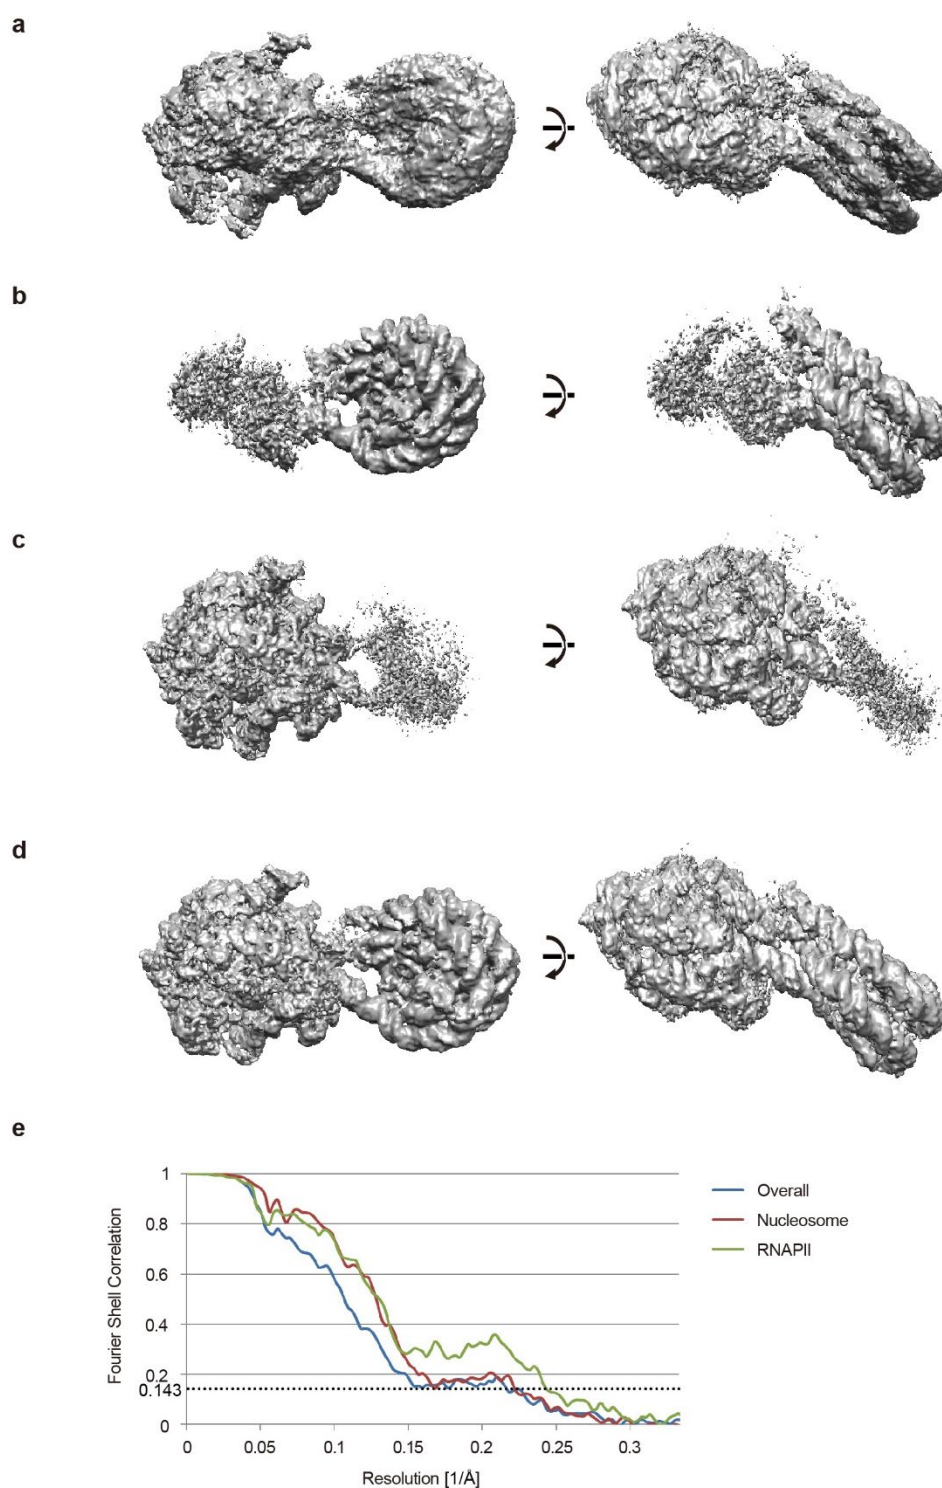 a
b
c
d
e
1
0.8
0.6
0.4
0.2
0.143
0
0 0.05 0.1 0.15 0.2 0.25 0.3
Fourier Shell Correlation
Resolution [1/Å]
Overall
Nucleosome
RNAPII